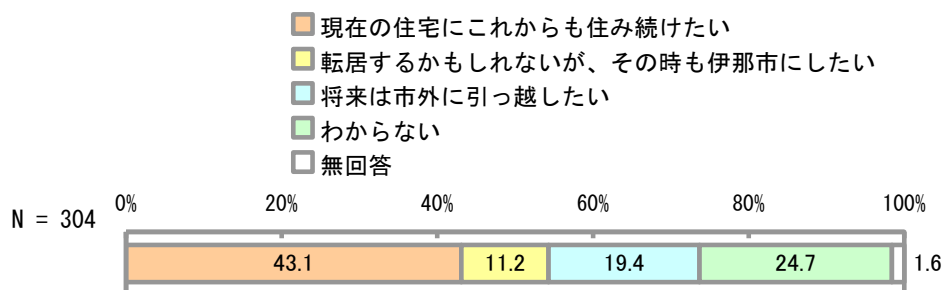 現在の住宅にこれからも住み続けたい
転居するかもしれないが、その時も伊那市にしたい
将来は市外に引っ越したい
わからない
無回答
0% 20% 40% 60% 80% 100%
N = 304
43.1 11.2 19.4 24.7 1.6